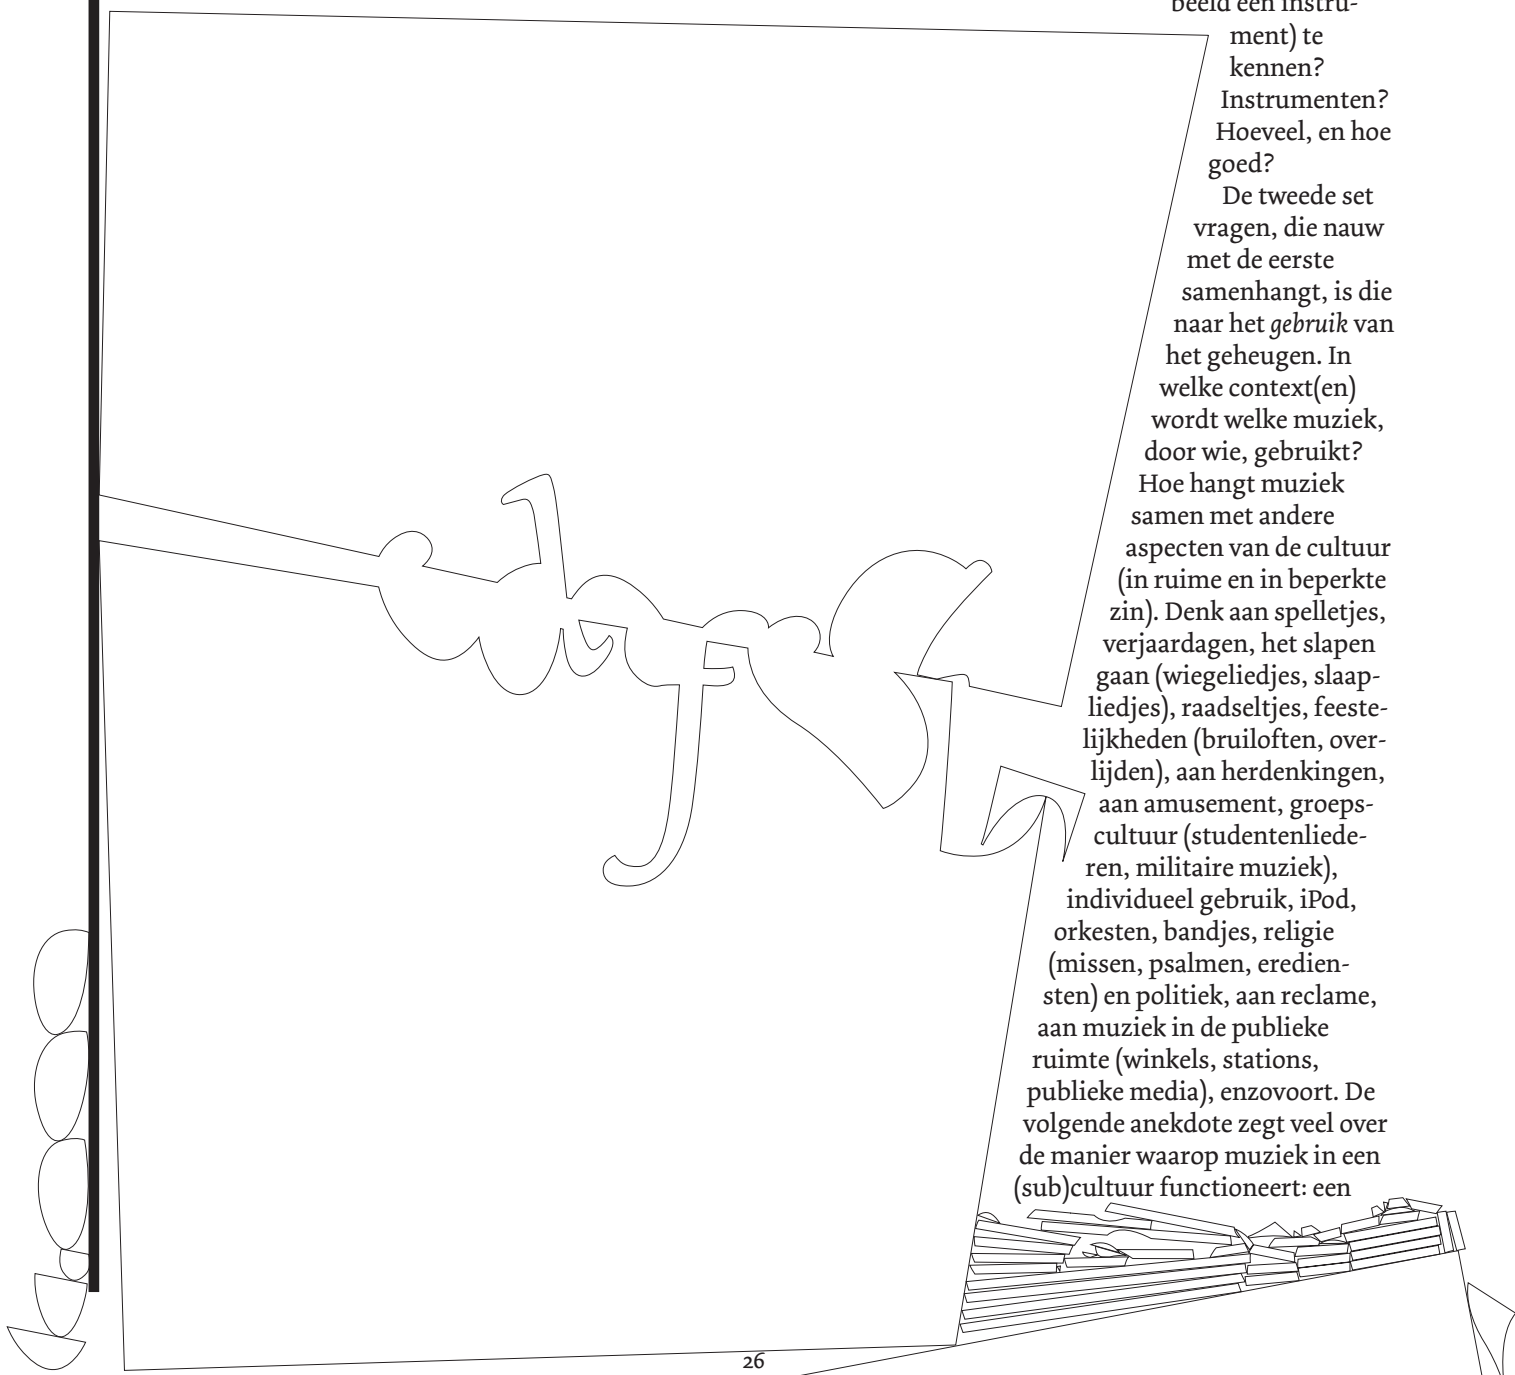 beeld een instru-
ment) te
kennen?
Instrumenten?
Hoeveel, en hoe
goed?
De tweede set
vragen, die nauw
met de eerste
samenhangt, is die
naar het gebruik van
het geheugen. In
welke context(en)
wordt welke muziek,
door wie, gebruikt?
Hoe hangt muziek
samen met andere
aspecten van de cultuur
(in ruime en in beperkte
zin). Denk aan spelletjes,
verjaardagen, het slapen
gaan (wiegeliedjes, slaap-
liedjes), raadseltjes, feeste-
lijkheden (bruiloften, over-
lijden), aan herdenkingen,
aan amusement, groeps-
cultuur (studentenliede-
ren, militaire muziek),
individueel gebruik, iPod,
orkesten, bandjes, religie
(missen, psalmen, eredien-
sten) en politiek, aan reclame,
aan muziek in de publieke
ruimte (winkels, stations,
publieke media), enzovoort. De
volgende anekdote zegt veel over
de manier waarop muziek in een
(sub)cultuur functioneert: een
26